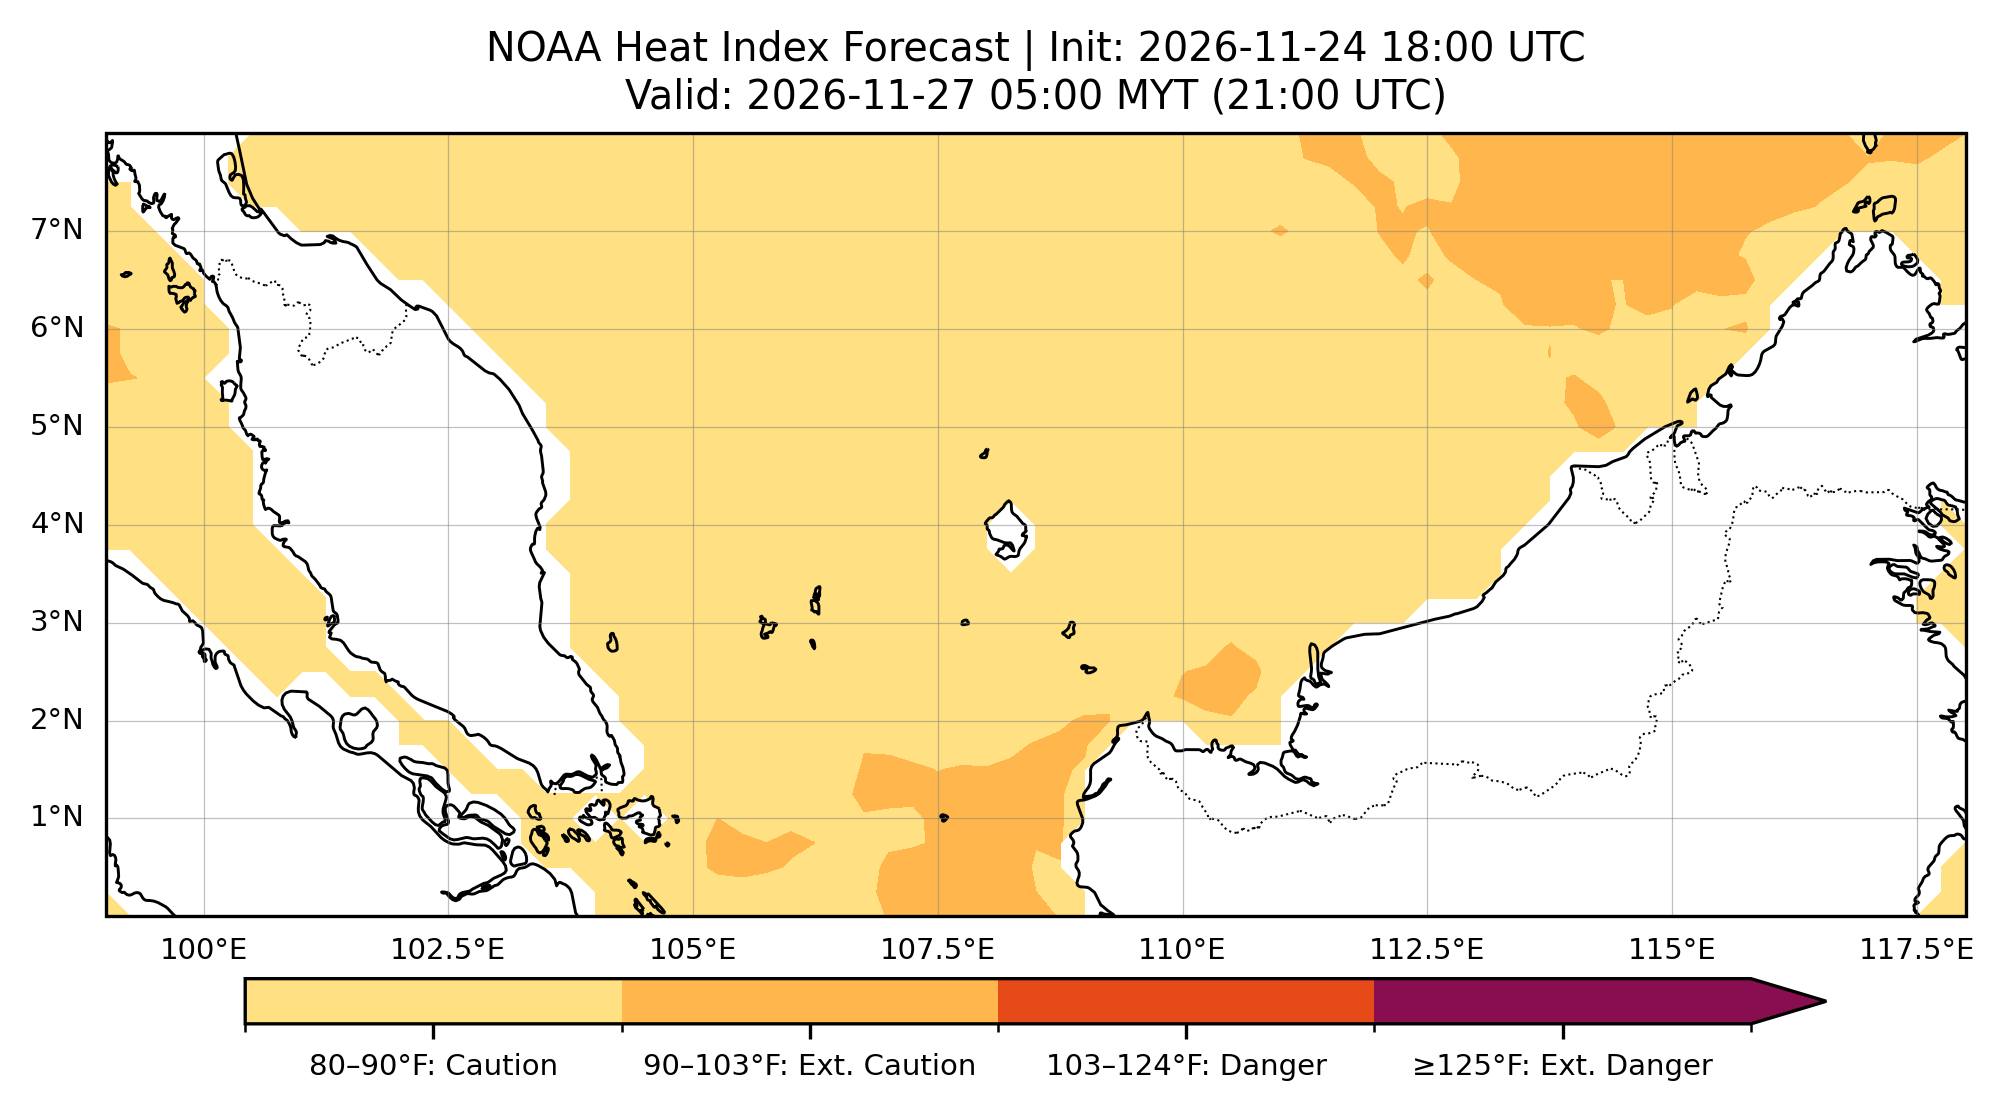 NOAA Heat Index Forecast | Init: 2026-11-24 18:00 UTC
Valid: 2026-11-27 05:00 MYT (21:00 UTC)
7°N
6°N
5°N
4°N
3°N
2°N
1°N
100°E
102.5°E
105°E
107.5°E
110°E
112.5°E
115°E
117.5°E
80–90°F: Caution
90–103°F: Ext. Caution
103–124°F: Danger
≥125°F: Ext. Danger